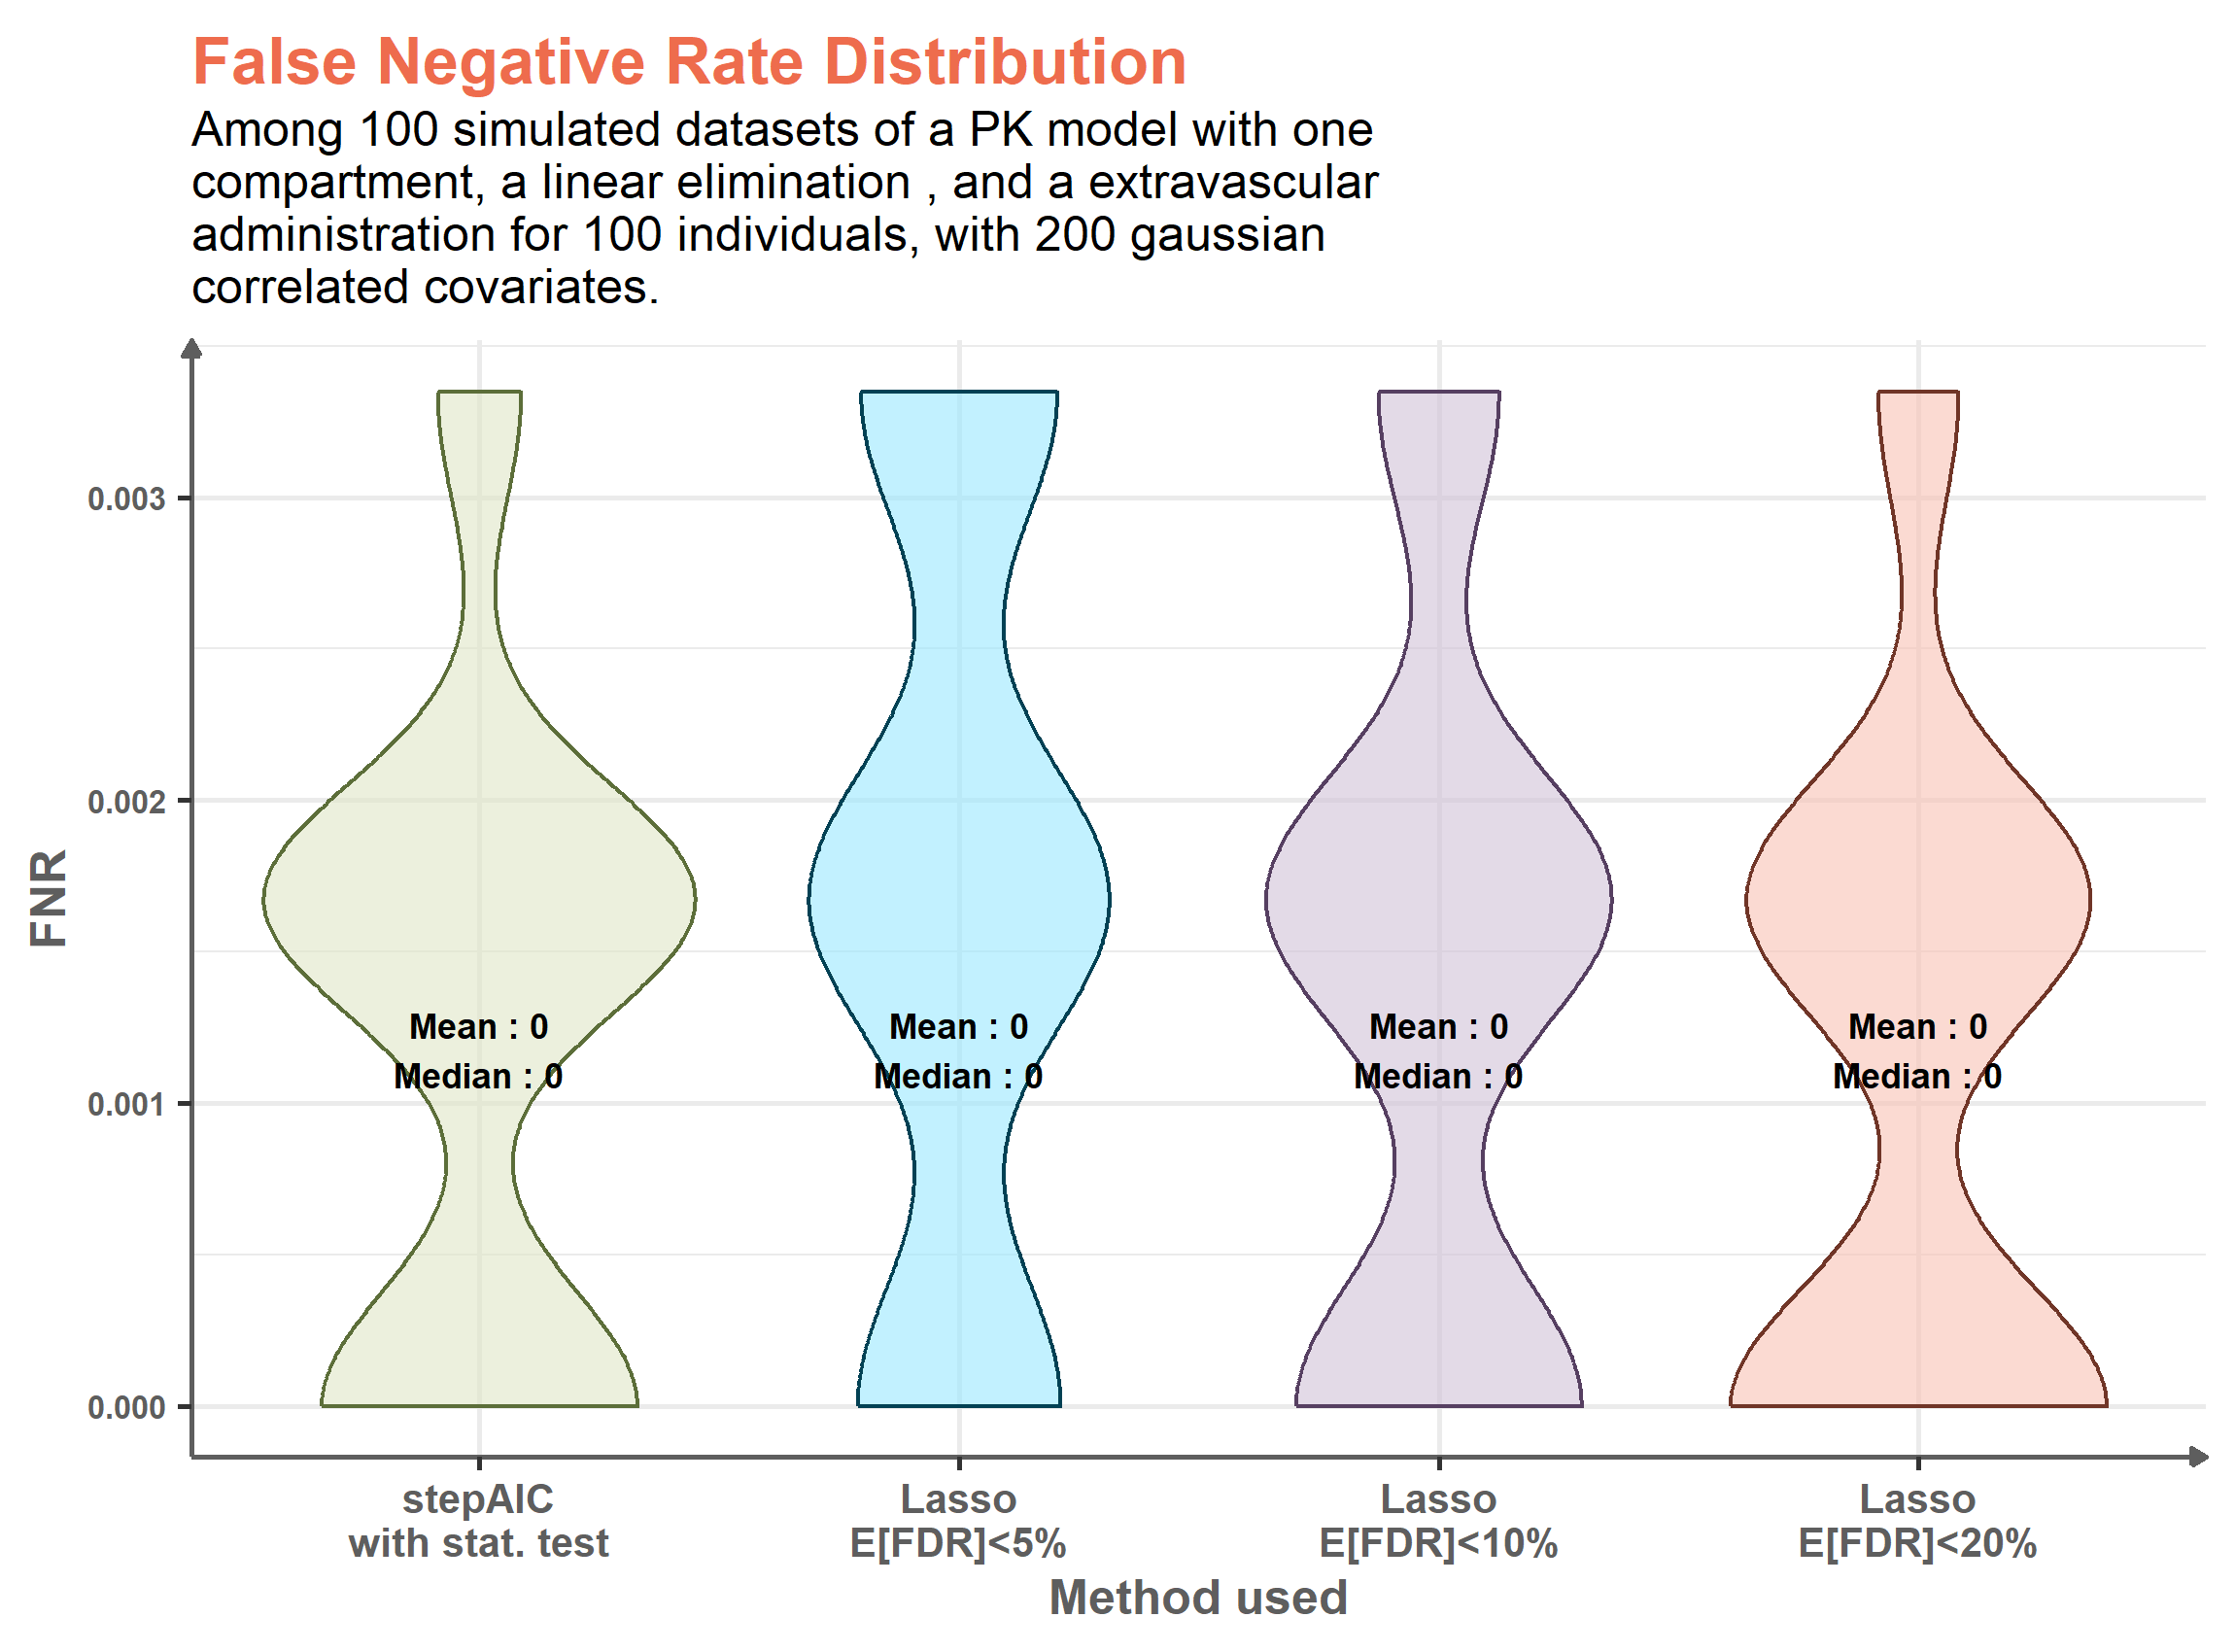 False Negative Rate Distribution
Among 100 simulated datasets of a PK model with one
compartment, a linear elimination , and a extravascular
administration for 100 individuals, with 200 gaussian
correlated covariates.
FNR
0.003
0.002
0.001
0.000
Mean : 0
Median : 0
Mean : 0
Median : 0
Mean : 0
Median : 0
Mean : 0
Median : 0
stepAIC
with stat. test
Lasso
E[FDR]<5%
Lasso
E[FDR]<10%
Lasso
E[FDR]<20%
Method used